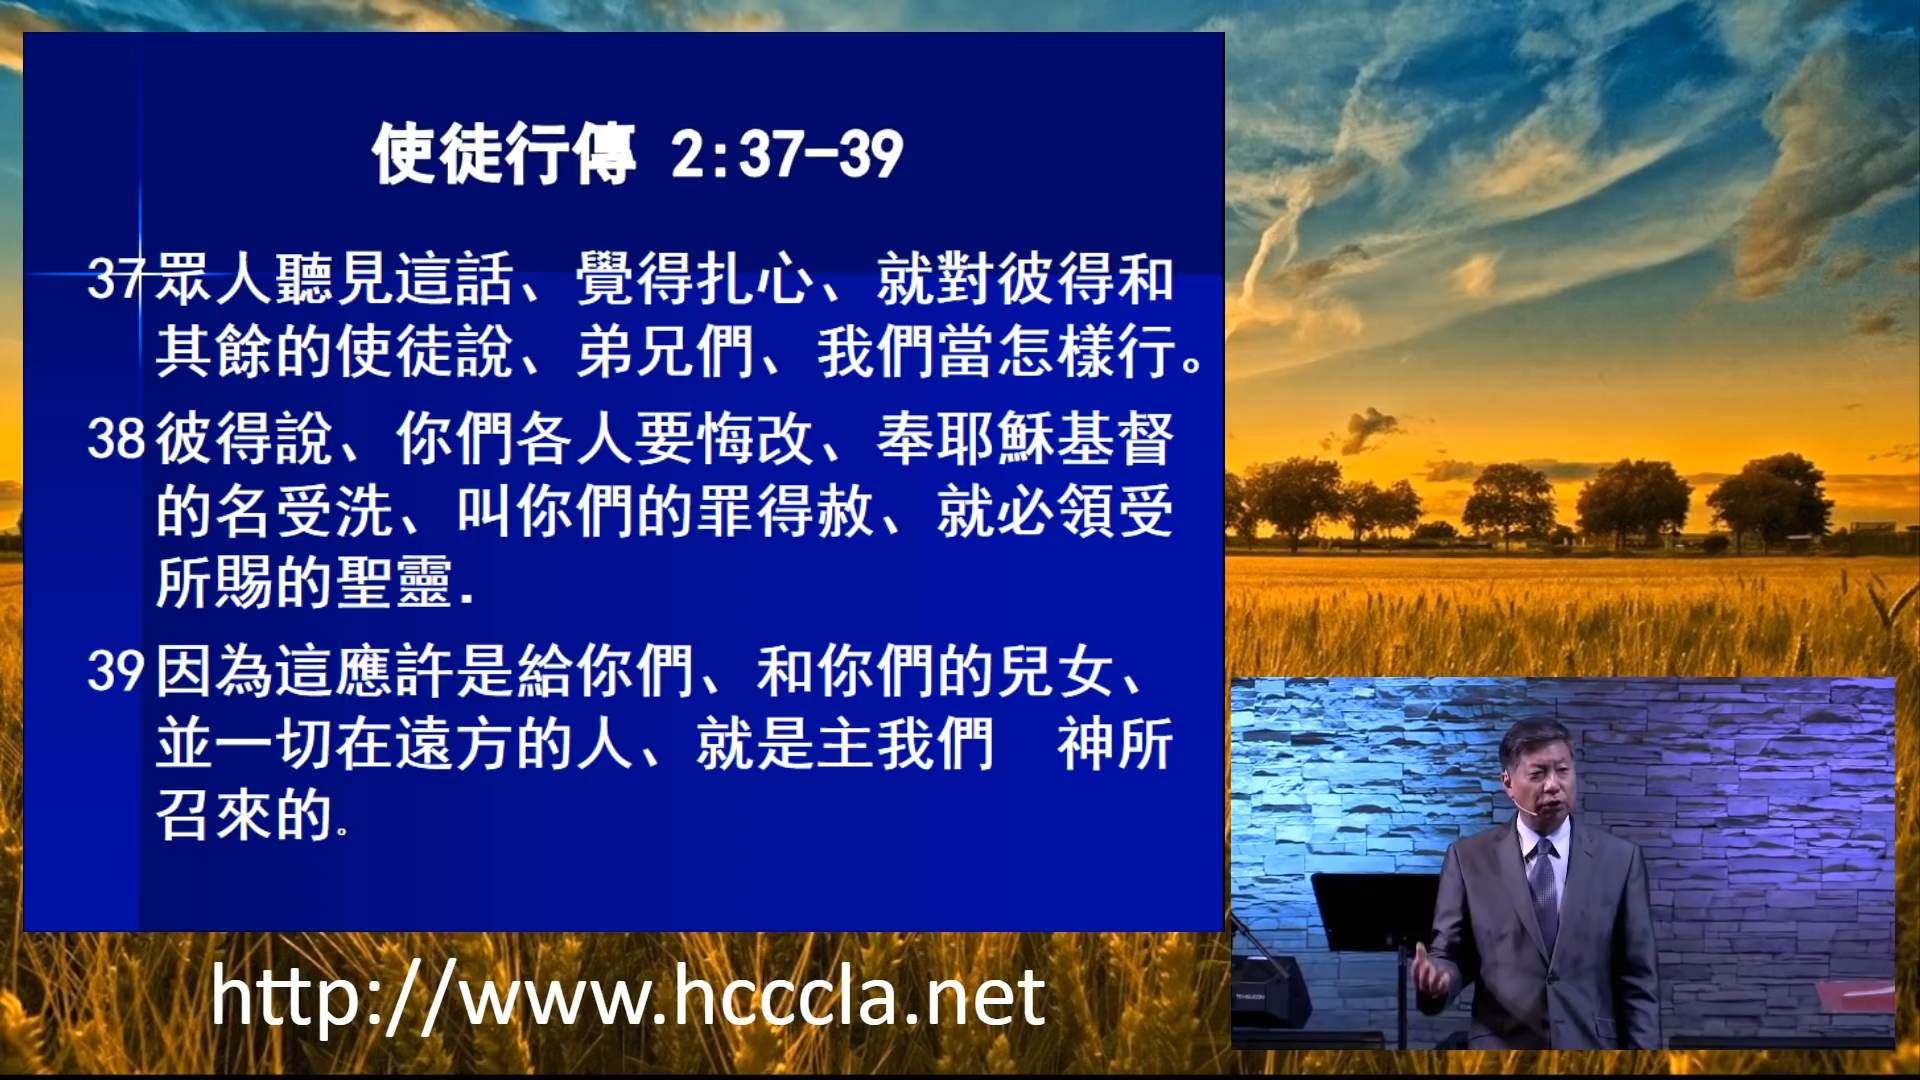 使徒行傳 2:37-39
37眾人聽見這話、覺得扎心、就對彼得和
其餘的使徒說、弟兄們、我們當怎樣行。
38彼得說、你們各人要悔改、奉耶穌基督
的名受洗、叫你們的罪得赦、就必領受
所賜的聖靈.
39因為這應許是給你們、和你們的兒女、
並一切在遠方的人、就是主我們　神所
召來的。
http://www.hcccla.net